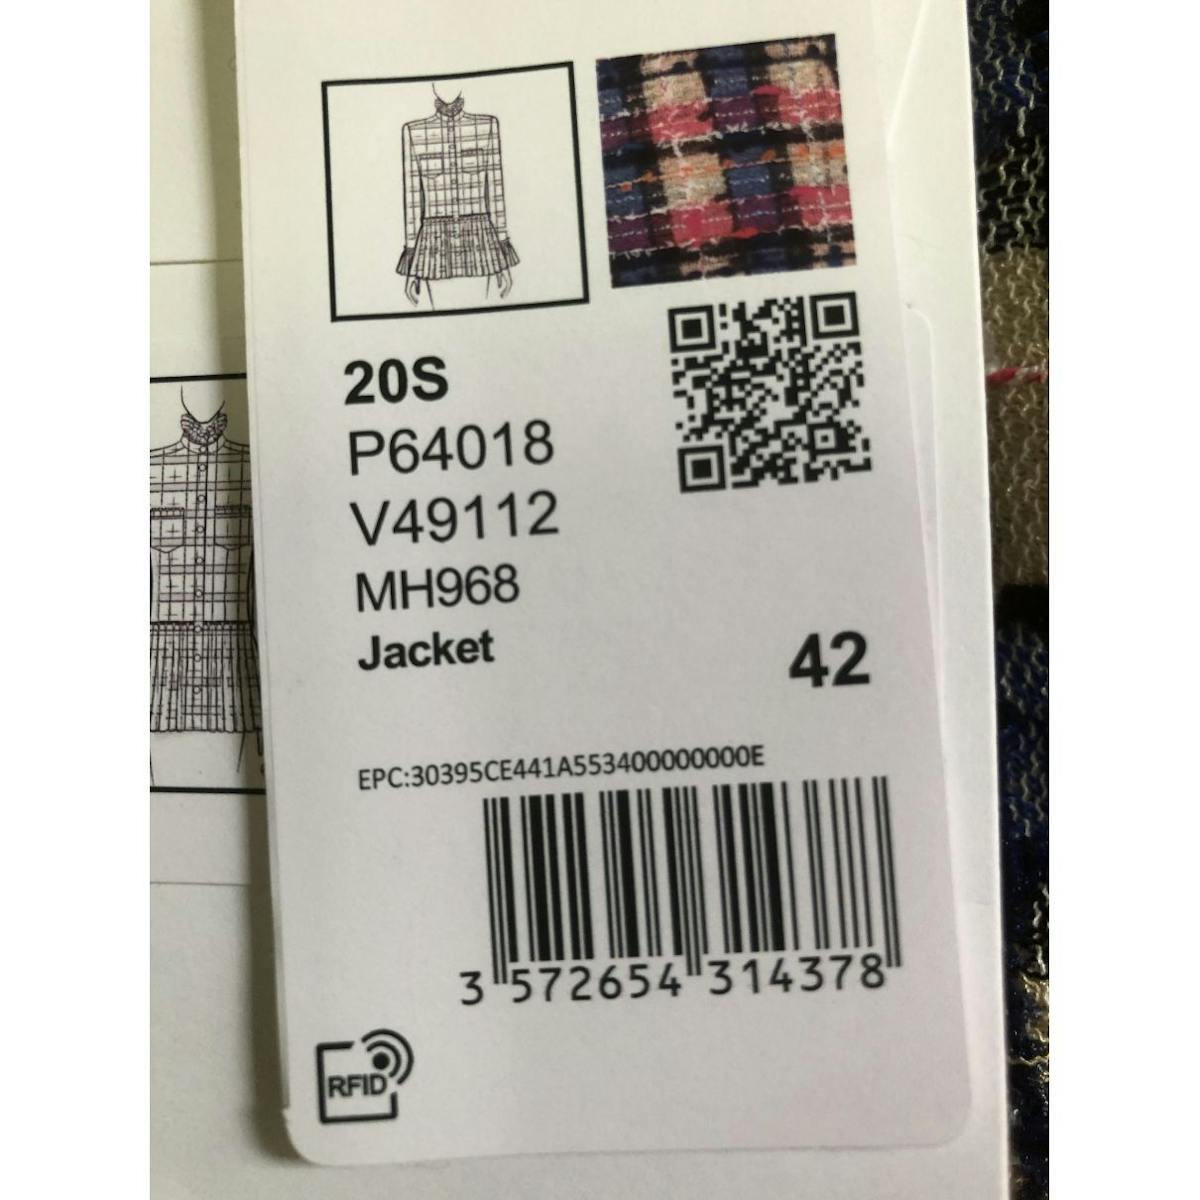 20S
P64018
V49112
MH968
Jacket
42
EPC:30395CE441A553400000000E
3 572654 314378
RFID